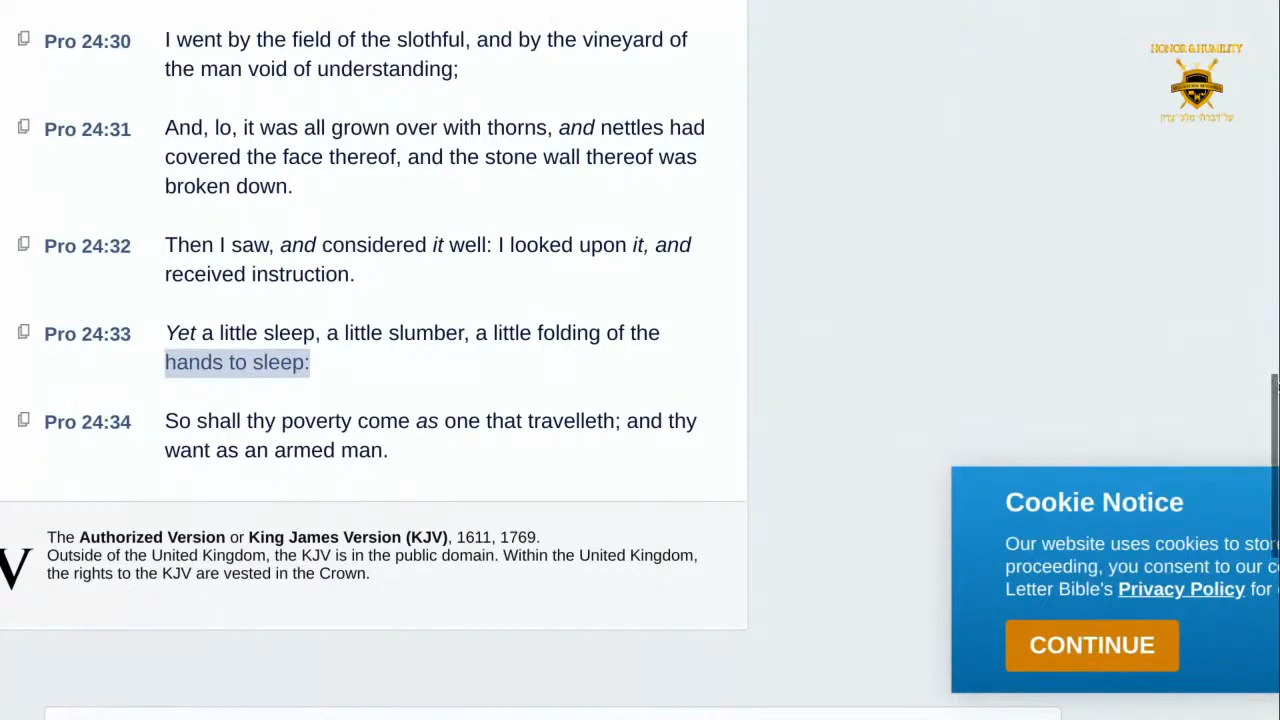 Pro 24:30 I went by the field of the slothful, and by the vineyard of
the man void of understanding;
Pro 24:31 And, lo, it was all grown over with thorns, and nettles had
covered the face thereof, and the stone wall thereof was
broken down.
Pro 24:32 Then I saw, and considered it well: I looked upon it, and
received instruction.
Pro 24:33 Yet a little sleep, a little slumber, a little folding of the
hands to sleep:
Pro 24:34 So shall thy poverty come as one that travelleth; and thy
want as an armed man.
V
The Authorized Version or King James Version (KJV), 1611, 1769.
Outside of the United Kingdom, the KJV is in the public domain. Within the United Kingdom,
the rights to the KJV are vested in the Crown.
HONOR & HUMILITY
Cookie Notice
Our website uses cookies to stor
proceeding, you consent to our c
Letter Bible's Privacy Policy for
CONTINUE